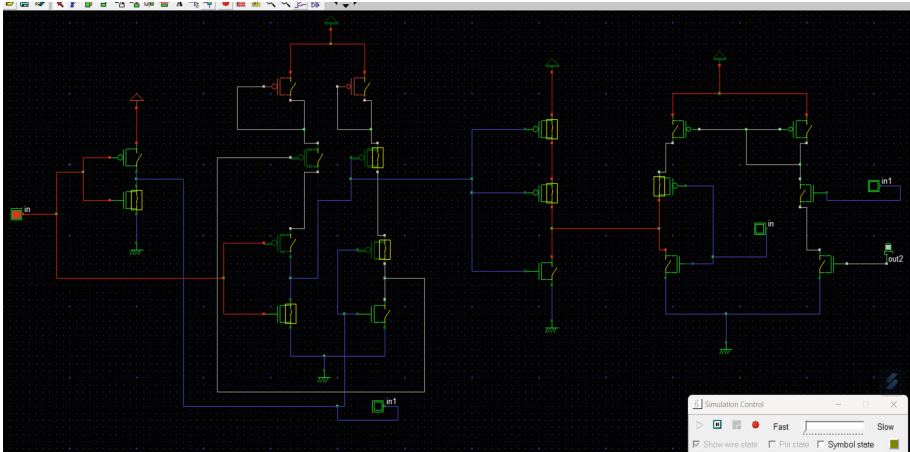 in
in1
in
in1
out2
Simulation Control
Fast
Slow
Show wire state
Pin state
Symbol state